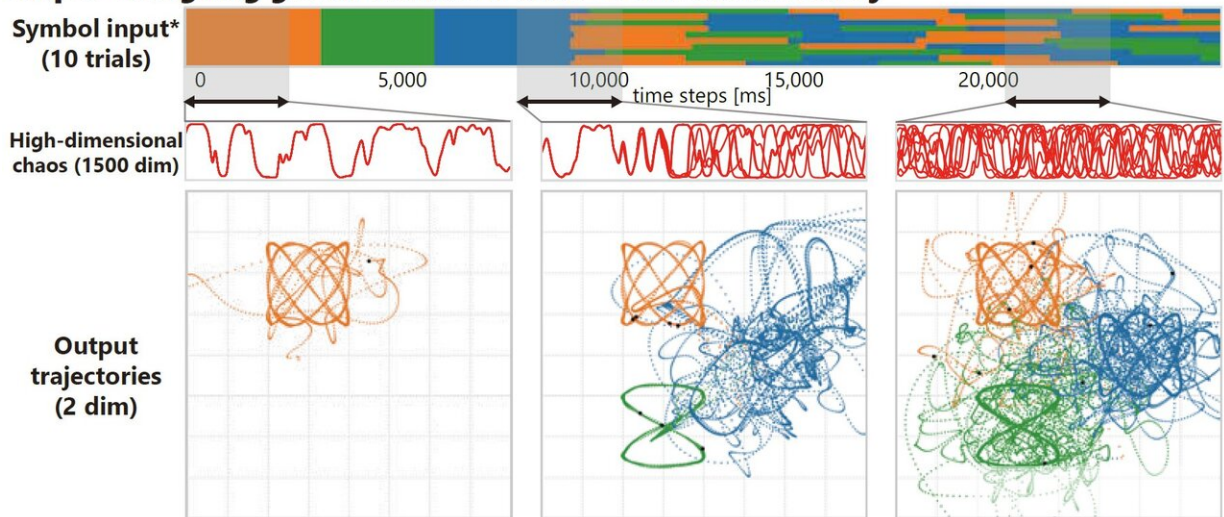 Symbol input*
(10 trials)
0 5,000 10,000 15,000 20,000
time steps [ms]
High-dimensional
chaos (1500 dim)
Output
trajectories
(2 dim)